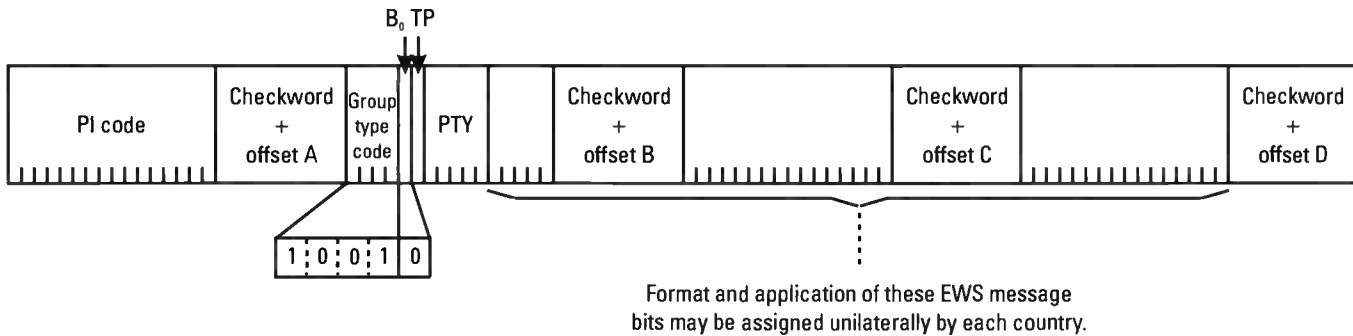 B₀ TP
PI code
Checkword
+
offset A
Group
type
code
PTY
Checkword
+
offset B
Checkword
+
offset C
Checkword
+
offset D
1 0 0 1 0
Format and application of these EWS message
bits may be assigned unilaterally by each country.